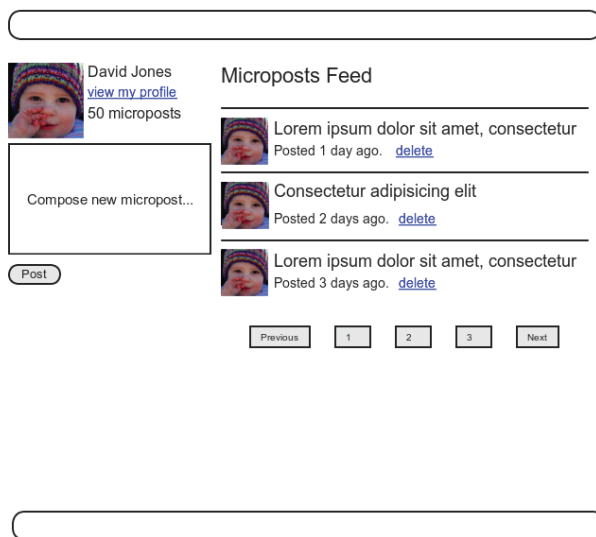 David Jones
view my profile
50 microposts
Compose new micropost...
Post
Microposts Feed
Lorem ipsum dolor sit amet, consectetur
Posted 1 day ago. delete
Consectetur adipisicing elit
Posted 2 days ago. delete
Lorem ipsum dolor sit amet, consectetur
Posted 3 days ago. delete
Previous 1 2 3 Next